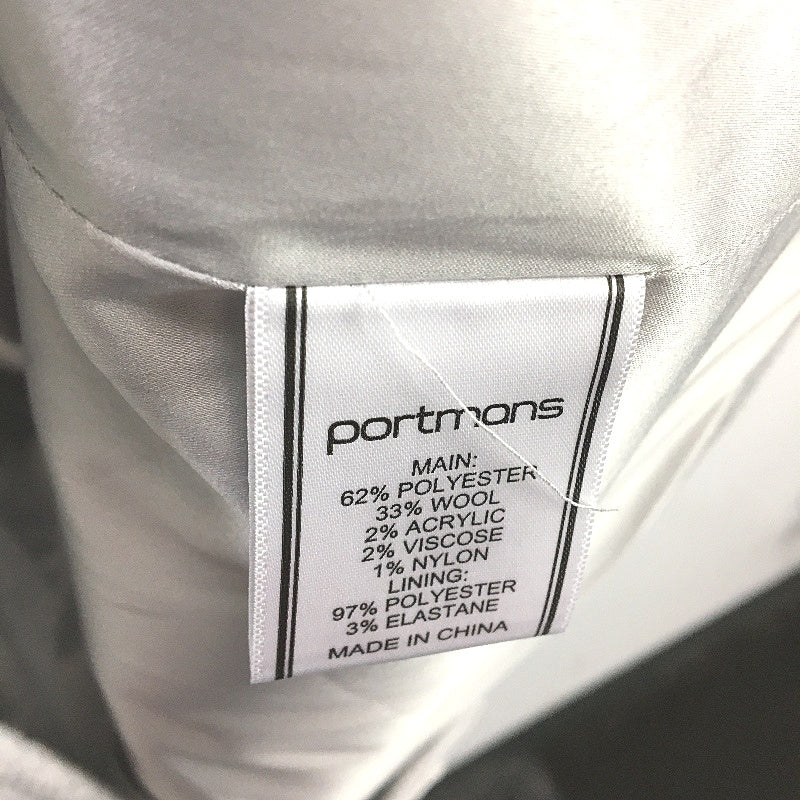 portmans
MAIN:
62% POLYESTER
33% WOOL
2% ACRYLIC
2% VISCOSE
1% NYLON
LINING:
97% POLYESTER
3% ELASTANE
MADE IN CHINA